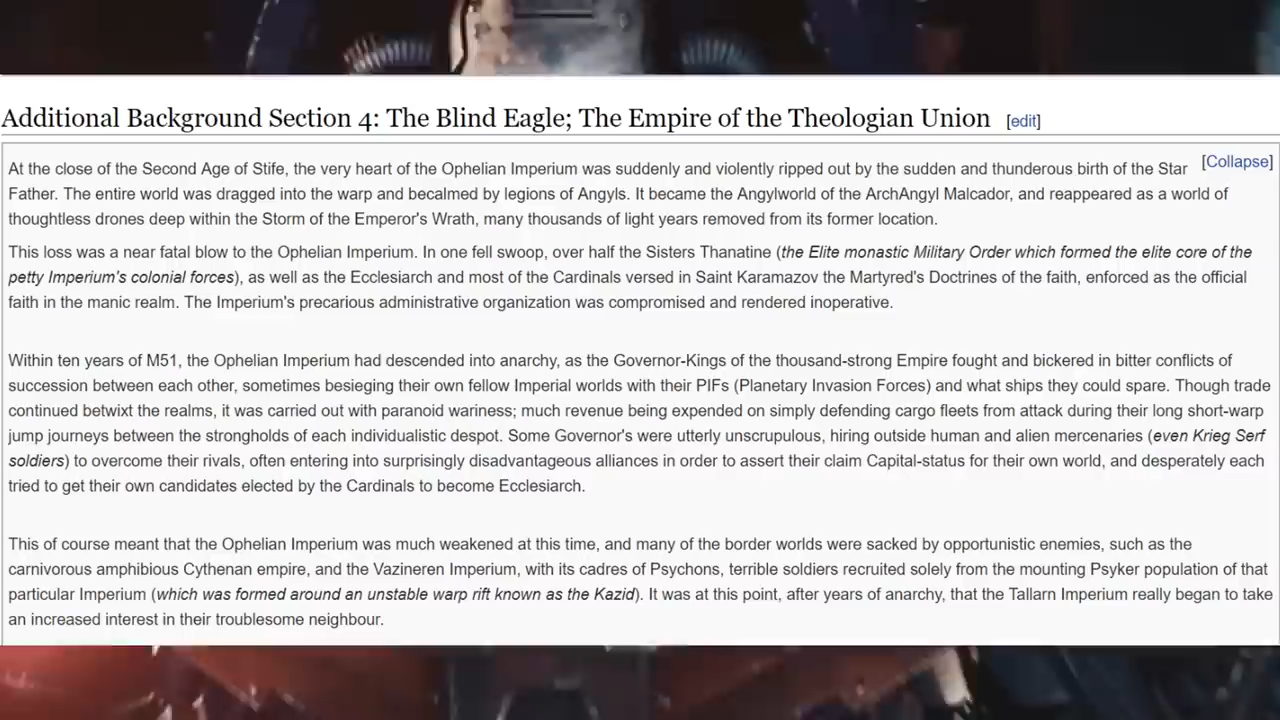 Additional Background Section 4: The Blind Eagle; The Empire of the Theologian Union [edit]
[Collapse]
At the close of the Second Age of Stife, the very heart of the Ophelian Imperium was suddenly and violently ripped out by the sudden and thunderous birth of the Star
Father. The entire world was dragged into the warp and becalmed by legions of Angyls. It became the Angylworld of the ArchAngyl Malcador, and reappeared as a world of
thoughtless drones deep within the Storm of the Emperor's Wrath, many thousands of light years removed from its former location.
This loss was a near fatal blow to the Ophelian Imperium. In one fell swoop, over half the Sisters Thanatine (the Elite monastic Military Order which formed the elite core of the
petty Imperium's colonial forces), as well as the Ecclesiarch and most of the Cardinals versed in Saint Karamazov the Martyred's Doctrines of the faith, enforced as the official
faith in the manic realm. The Imperium's precarious administrative organization was compromised and rendered inoperative.
Within ten years of M51, the Ophelian Imperium had descended into anarchy, as the Governor-Kings of the thousand-strong Empire fought and bickered in bitter conflicts of
succession between each other, sometimes besieging their own fellow Imperial worlds with their PIFs (Planetary Invasion Forces) and what ships they could spare. Though trade
continued betwixt the realms, it was carried out with paranoid wariness; much revenue being expended on simply defending cargo fleets from attack during their long short-warp
jump journeys between the strongholds of each individualistic despot. Some Governor's were utterly unscrupulous, hiring outside human and alien mercenaries (even Krieg Serf
soldiers) to overcome their rivals, often entering into surprisingly disadvantageous alliances in order to assert their claim Capital-status for their own world, and desperately each
tried to get their own candidates elected by the Cardinals to become Ecclesiarch.
This of course meant that the Ophelian Imperium was much weakened at this time, and many of the border worlds were sacked by opportunistic enemies, such as the
carnivorous amphibious Cythenan empire, and the Vazineren Imperium, with its cadres of Psychons, terrible soldiers recruited solely from the mounting Psyker population of that
particular Imperium (which was formed around an unstable warp rift known as the Kazid). It was at this point, after years of anarchy, that the Tallarn Imperium really began to take
an increased interest in their troublesome neighbour.